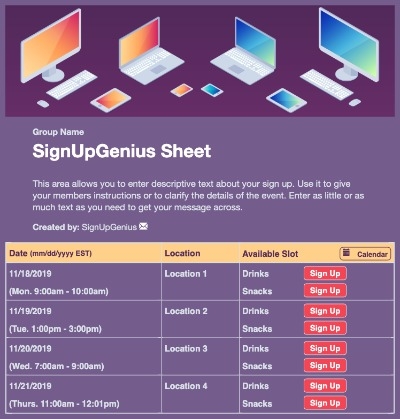 Group Name
SignUpGenius Sheet
This area allows you to enter descriptive text about your sign up. Use it to give
your members instructions or to clarify the details of the event. Enter as little or as
much text as you need to get your message across.
Created by: SignUpGenius
Date (mm/dd/yyyy EST) Location Available Slot Calendar
11/18/2019 Location 1 Drinks Sign Up
(Mon. 9:00am - 10:00am) Snacks Sign Up
11/19/2019 Location 2 Drinks Sign Up
(Tue. 1:00pm - 3:00pm) Snacks Sign Up
11/20/2019 Location 3 Drinks Sign Up
(Wed. 7:00am - 9:00am) Snacks Sign Up
11/21/2019 Location 4 Drinks Sign Up
(Thurs. 11:00am - 12:01pm) Snacks Sign Up